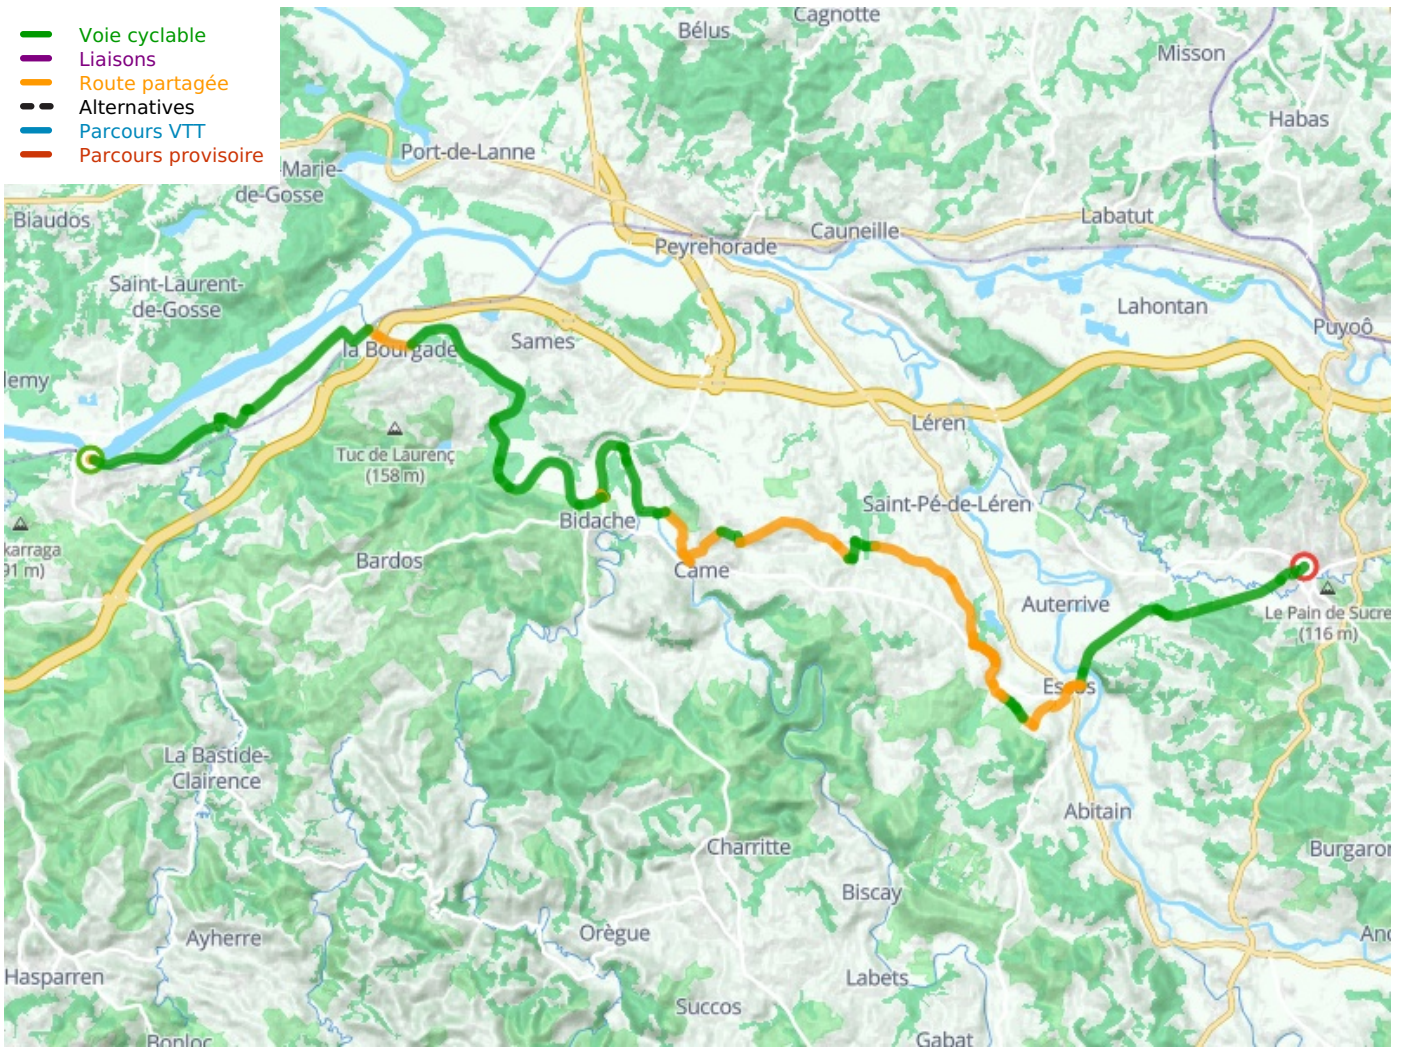 Voie cyclable
Liaisons
Route partagée
Alternatives
Parcours VTT
Parcours provisoire
Cagnotte
Bélus
Misson
Habas
Port-de-Lanne
-Marie-
de-Gosse
Biaudos
Labatut
Cauneille
Peyrehorade
Saint-Laurent-
de-Gosse
Lahontan
Puyoô
Sames
la Bourgade
lemy
Léren
Tuc de Laurenç
(158 m)
Saint-Pé-de-Léren
Bidache
karraga
91 m)
Bardos
Came
Auterrive
Le Pain de Sucre
(116 m)
La Bastide-
Clairence
Abitain
Charritte
Burgaron
Biscay
Ayherre
Orègue
Hasparren
Labets
Succos
Gabat
Bonloc